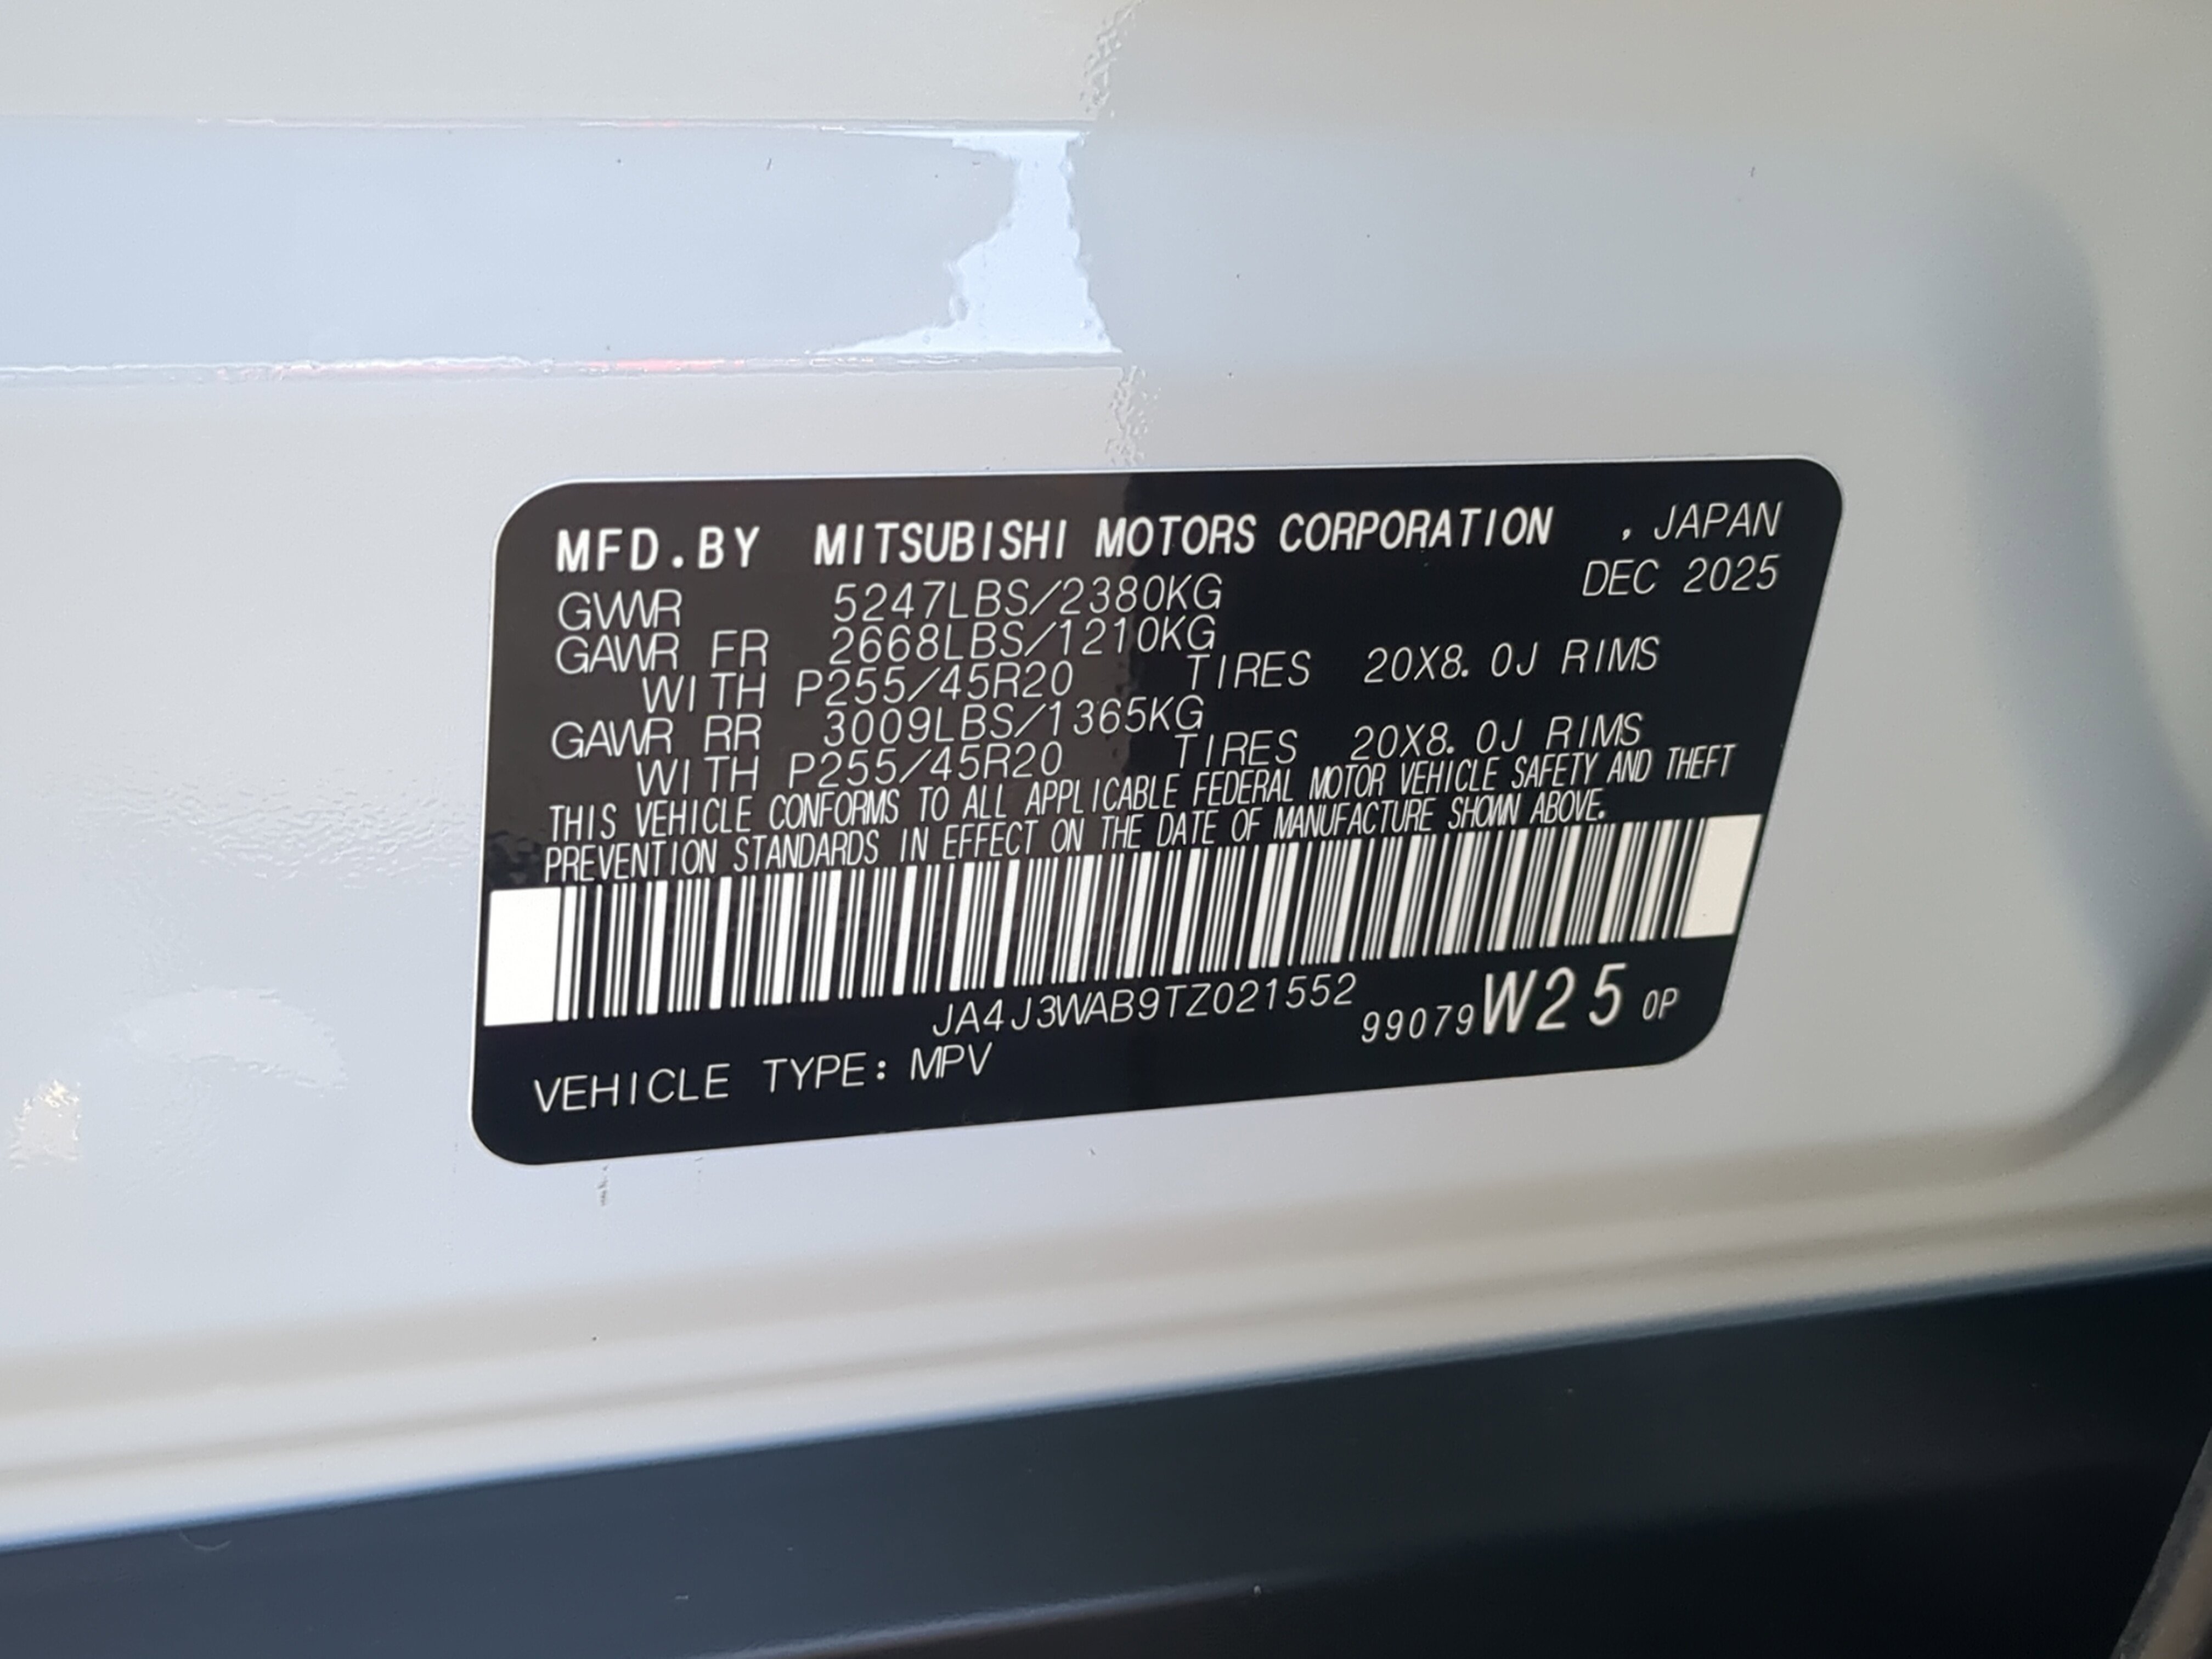 MFD.BY MITSUBISHI MOTORS CORPORATION , JAPAN
DEC 2025
GVWR 5247LBS/2380KG
GAWR FR 2668LBS/1210KG
WITH P255/45R20 TIRES 20X8.0J RIMS
GAWR RR 3009LBS/1365KG
WITH P255/45R20 TIRES 20X8.0J RIMS
THIS VEHICLE CONFORMS TO ALL APPLICABLE FEDERAL MOTOR VEHICLE SAFETY AND THEFT
PREVENTION STANDARDS IN EFFECT ON THE DATE OF MANUFACTURE SHOWN ABOVE.
JA4J3WAB9TZ021552 99079W25 0P
VEHICLE TYPE: MPV